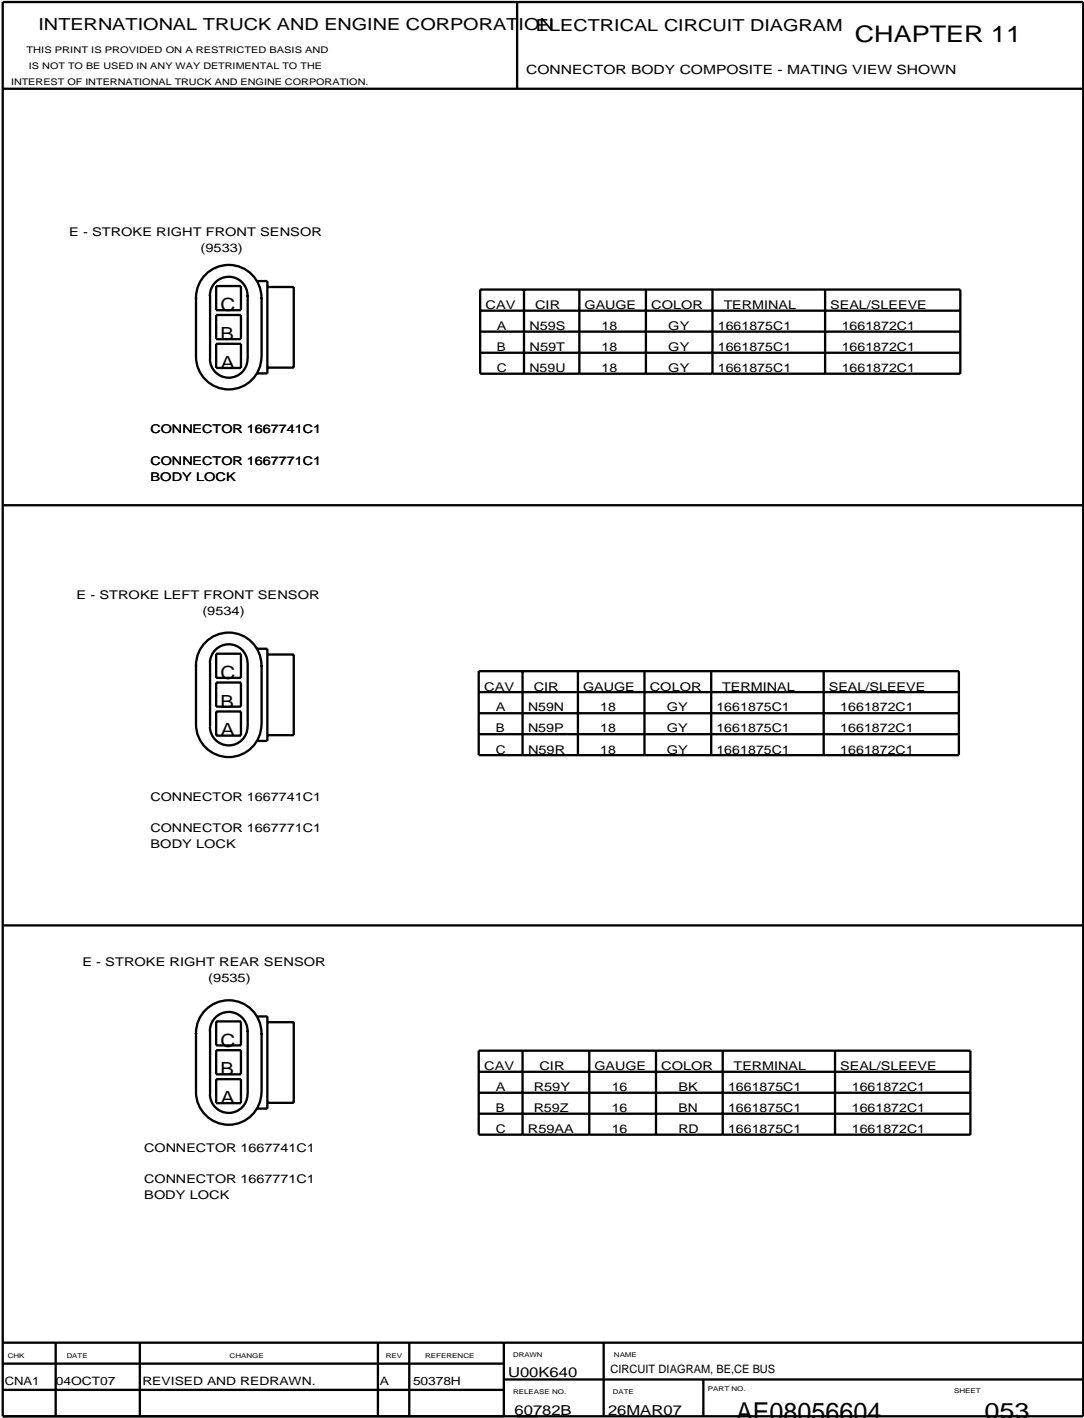 INTERNATIONAL TRUCK AND ENGINE CORPORATION
THIS PRINT IS PROVIDED ON A RESTRICTED BASIS AND
IS NOT TO BE USED IN ANY WAY DETRIMENTAL TO THE
INTEREST OF INTERNATIONAL TRUCK AND ENGINE CORPORATION.
ELECTRICAL CIRCUIT DIAGRAM CHAPTER 11
CONNECTOR BODY COMPOSITE - MATING VIEW SHOWN
E - STROKE RIGHT FRONT SENSOR
(9533)
C
B
A
CONNECTOR 1667741C1
CONNECTOR 1667771C1
BODY LOCK
CAV CIR GAUGE COLOR TERMINAL SEAL/SLEEVE
A N59S 18 GY 1661875C1 1661872C1
B N59T 18 GY 1661875C1 1661872C1
C N59U 18 GY 1661875C1 1661872C1
E - STROKE LEFT FRONT SENSOR
(9534)
C
B
A
CONNECTOR 1667741C1
CONNECTOR 1667771C1
BODY LOCK
CAV CIR GAUGE COLOR TERMINAL SEAL/SLEEVE
A N59N 18 GY 1661875C1 1661872C1
B N59P 18 GY 1661875C1 1661872C1
C N59R 18 GY 1661875C1 1661872C1
E - STROKE RIGHT REAR SENSOR
(9535)
C
B
A
CONNECTOR 1667741C1
CONNECTOR 1667771C1
BODY LOCK
CAV CIR GAUGE COLOR TERMINAL SEAL/SLEEVE
A R59Y 16 BK 1661875C1 1661872C1
B R59Z 16 BN 1661875C1 1661872C1
C R59AA 16 RD 1661875C1 1661872C1
CHK DATE CHANGE REV REFERENCE
CNA1 04OCT07 REVISED AND REDRAWN. A 50378H
DRAWN
U00K640
NAME
CIRCUIT DIAGRAM, BE,CE BUS
RELEASE NO.
60782B
DATE
26MAR07
PART NO.
AE08056604
SHEET
053